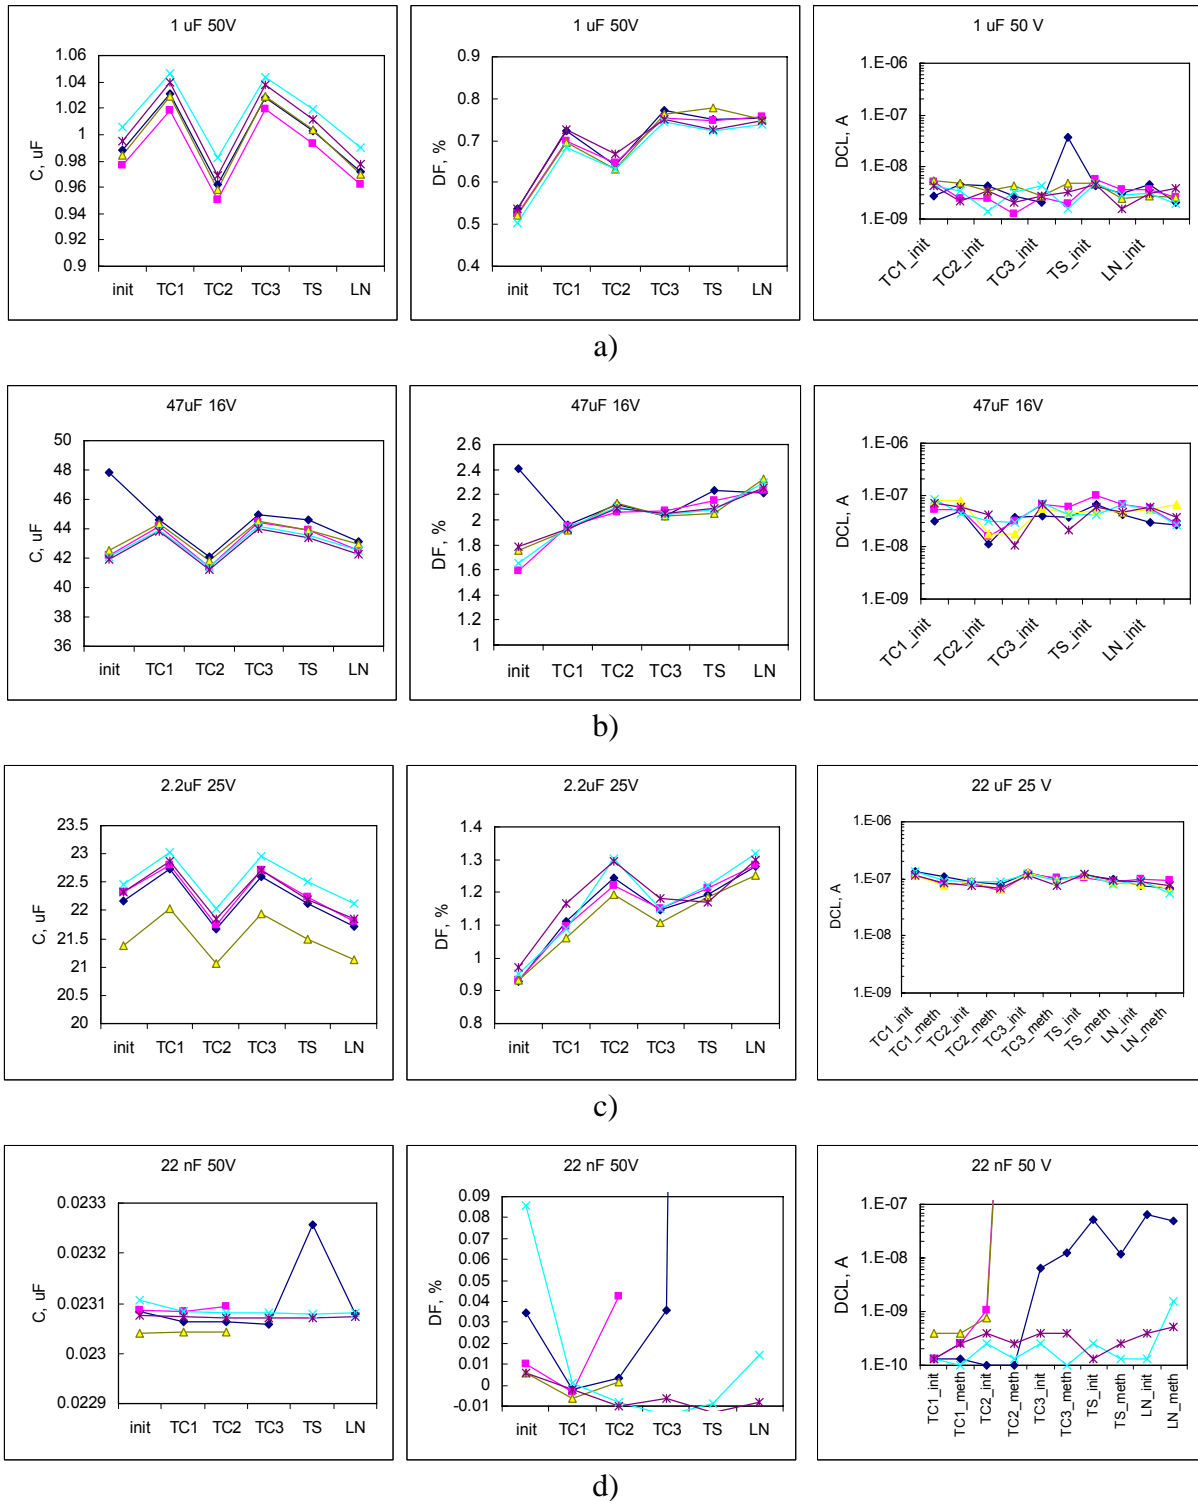 1 uF 50V
1.06
1.04
1.02
1
0.98
0.96
0.94
0.92
0.9
C, uF
init TC1 TC2 TC3 TS LN
1 uF 50V
0.9
0.8
0.7
0.6
0.5
0.4
DF, %
init TC1 TC2 TC3 TS LN
1 uF 50 V
1.E-06
1.E-07
1.E-08
1.E-09
DCL, A
TC1_init TC2_init TC3_init TS_init LN_init
a)
47uF 16V
50
48
46
44
42
40
38
36
C, uF
init TC1 TC2 TC3 TS LN
47uF 16V
2.6
2.4
2.2
2
1.8
1.6
1.4
1.2
1
DF, %
init TC1 TC2 TC3 TS LN
47uF 16V
1.E-06
1.E-07
1.E-08
1.E-09
DCL, A
TC1_init TC2_init TC3_init TS_init LN_init
b)
2.2uF 25V
23.5
23
22.5
22
21.5
21
20.5
20
C, uF
init TC1 TC2 TC3 TS LN
2.2uF 25V
1.4
1.3
1.2
1.1
1
0.9
0.8
DF, %
init TC1 TC2 TC3 TS LN
22 uF 25 V
1.E-06
1.E-07
1.E-08
1.E-09
DCL, A
TC1_init TC1_meth TC2_init TC2_meth TC3_init TC3_meth TS_init TS_meth LN_init LN_meth
c)
22 nF 50V
0.0233
0.0232
0.0231
0.023
0.0229
C, uF
init TC1 TC2 TC3 TS LN
22 nF 50V
0.09
0.08
0.07
0.06
0.05
0.04
0.03
0.02
0.01
0
-0.01
DF, %
init TC1 TC2 TC3 TS LN
22 nF 50 V
1.E-07
1.E-08
1.E-09
1.E-10
DCL, A
TC1_init TC1_meth TC2_init TC2_meth TC3_init TC3_meth TS_init TS_meth LN_init LN_meth
d)